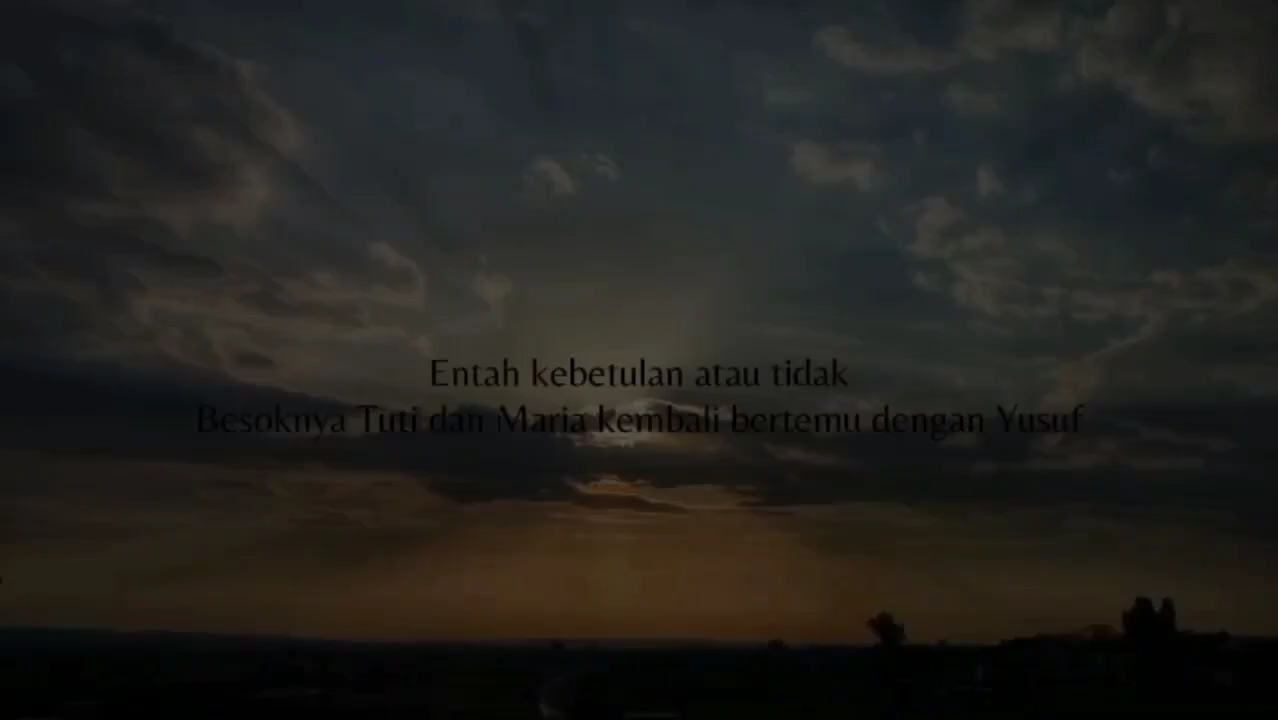 Entah kebetulan atau tidak
Besoknya Tuti dan Maria kembali bertemu dengan Yusuf